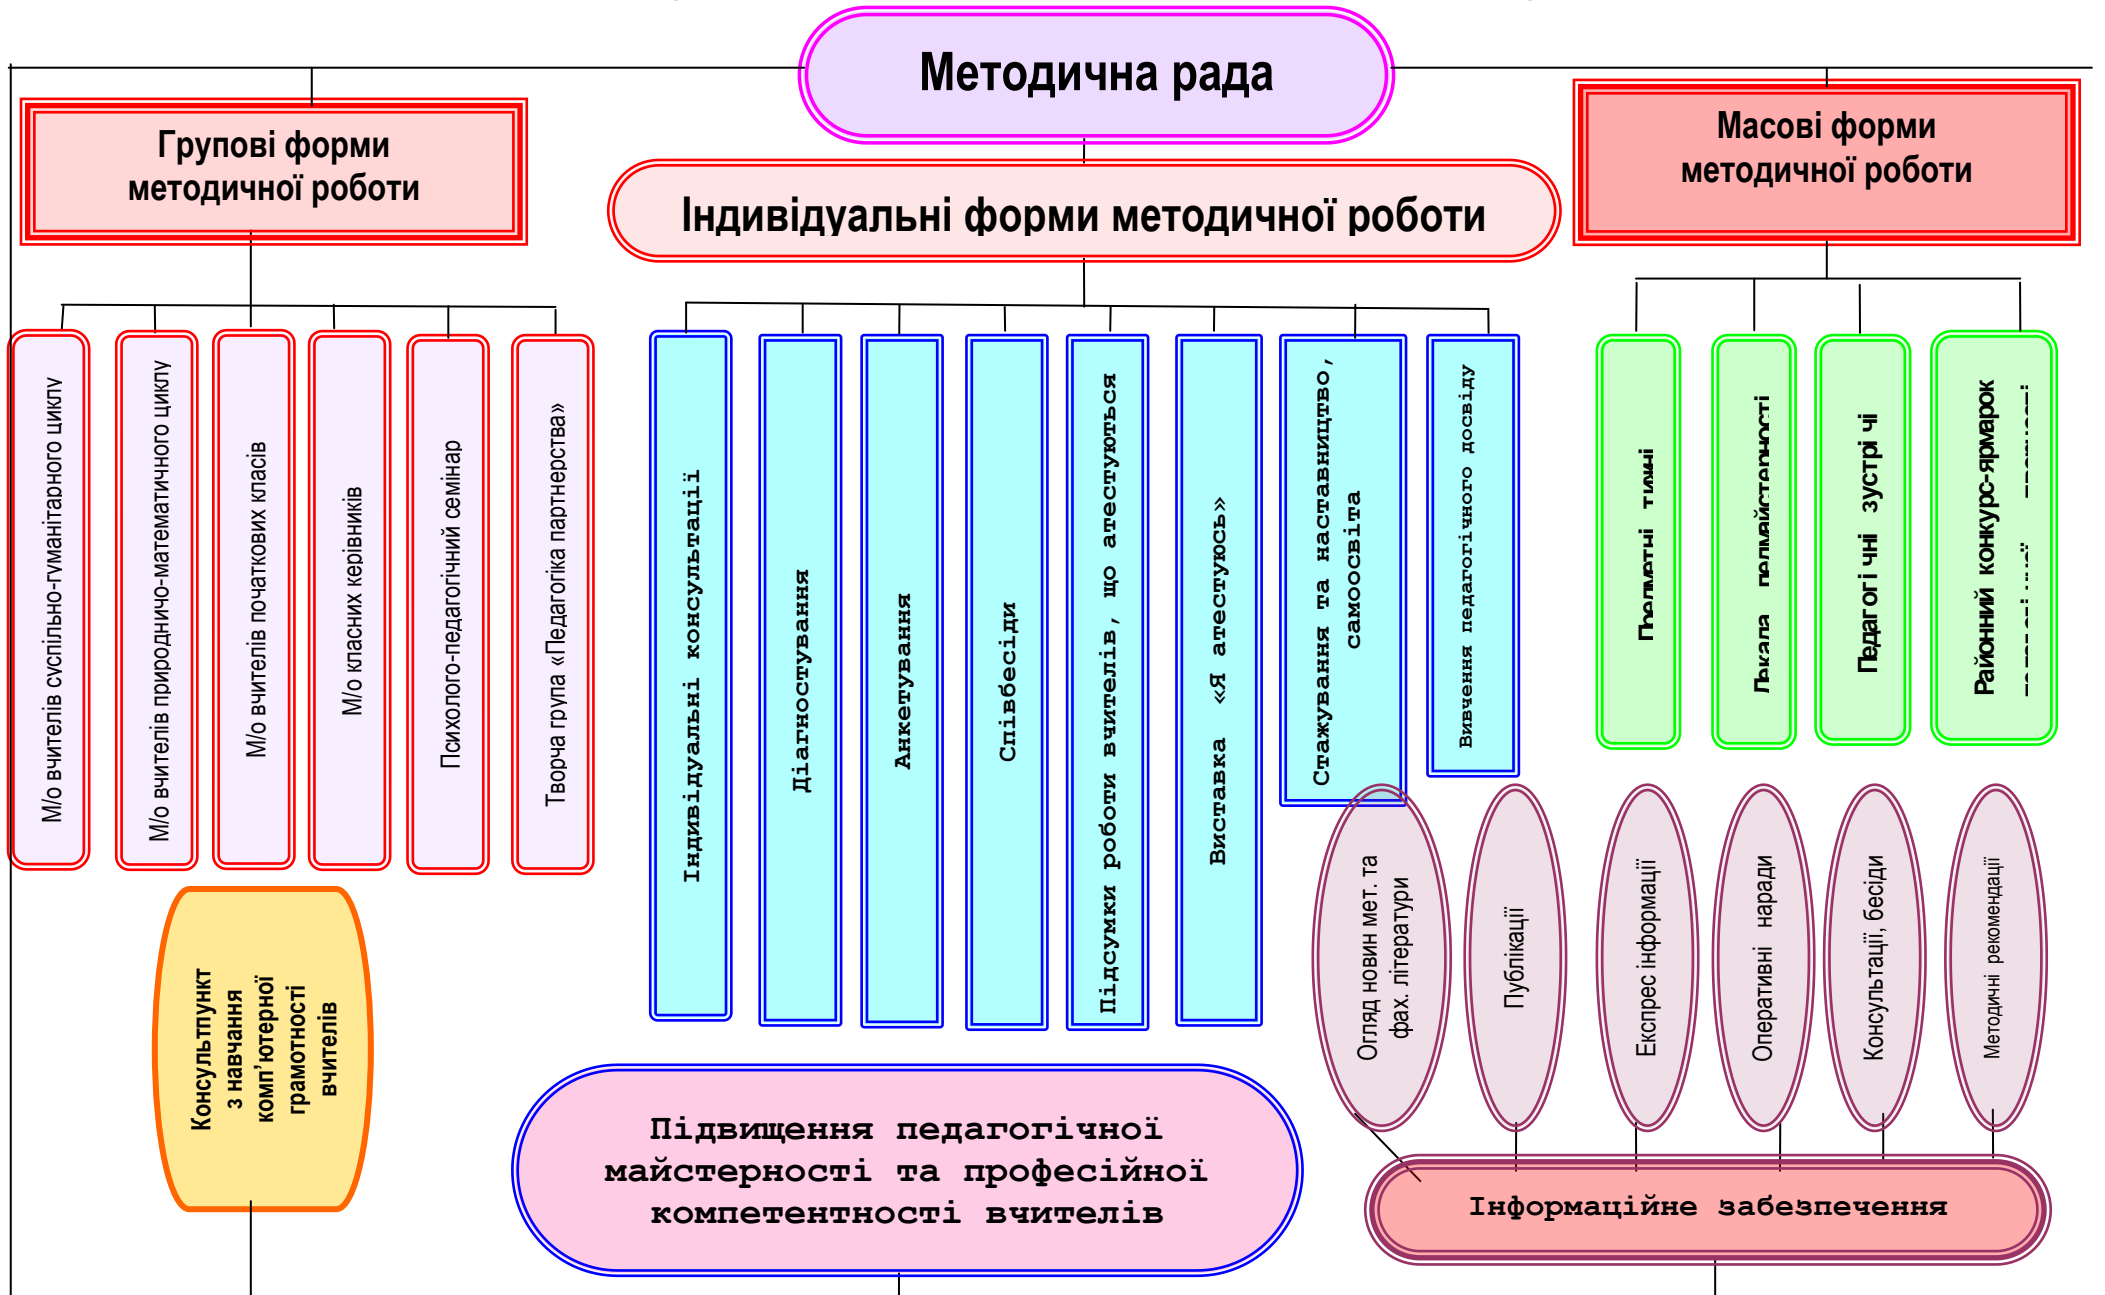 Методична рада
Групові форми
методичної роботи
Індивідуальні форми методичної роботи
Масові форми
методичної роботи
М/о вчителів суспільно-гуманітарного циклу
М/о вчителів природничо-математичного циклу
М/о вчителів початкових класів
М/о класних керівників
Психолого-педагогічний семінар
Творча група «Педагогіка партнерства»
Індивідуальні консультації
Діагностування
Анкетування
Співбесіди
Підсумки роботи вчителів, що атестуються
Виставка «Я атестуюсь»
Стажування та наставництво,
самоосвіта
Вивчення педагогічного досвіду
Предметні тижні
Декада педмайстерності
Педагогічні зустрічі
Районний конкурс-ярмарок
Консультпункт
з навчання
комп’ютерної
грамотності
вчителів
Огляд новин мет. та
фах. літератури
Публікації
Експрес інформації
Оперативні наради
Консультації, бесіди
Методичні рекомендації
Підвищення педагогічної
майстерності та професійної
компетентності вчителів
Інформаційне забезпечення